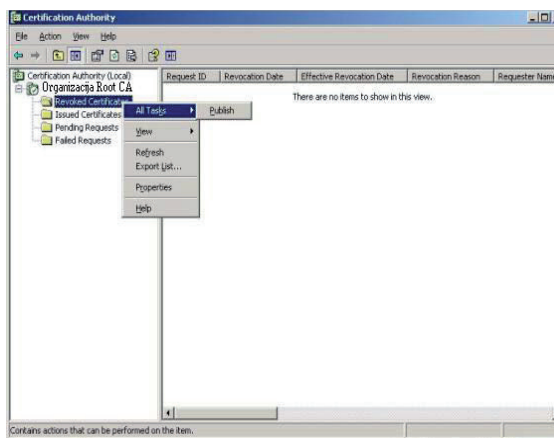 Certification Authority
File Action View Help
Certification Authority (Local)
Organizacija Root CA
Revoked Certificates
Issued Certificates
Pending Requests
Failed Requests
Request ID Revocation Date Effective Revocation Date Revocation Reason Requester Name
There are no items to show in this view.
All Tasks
Publish
View
Refresh
Export List...
Properties
Help
Contains actions that can be performed on the item.